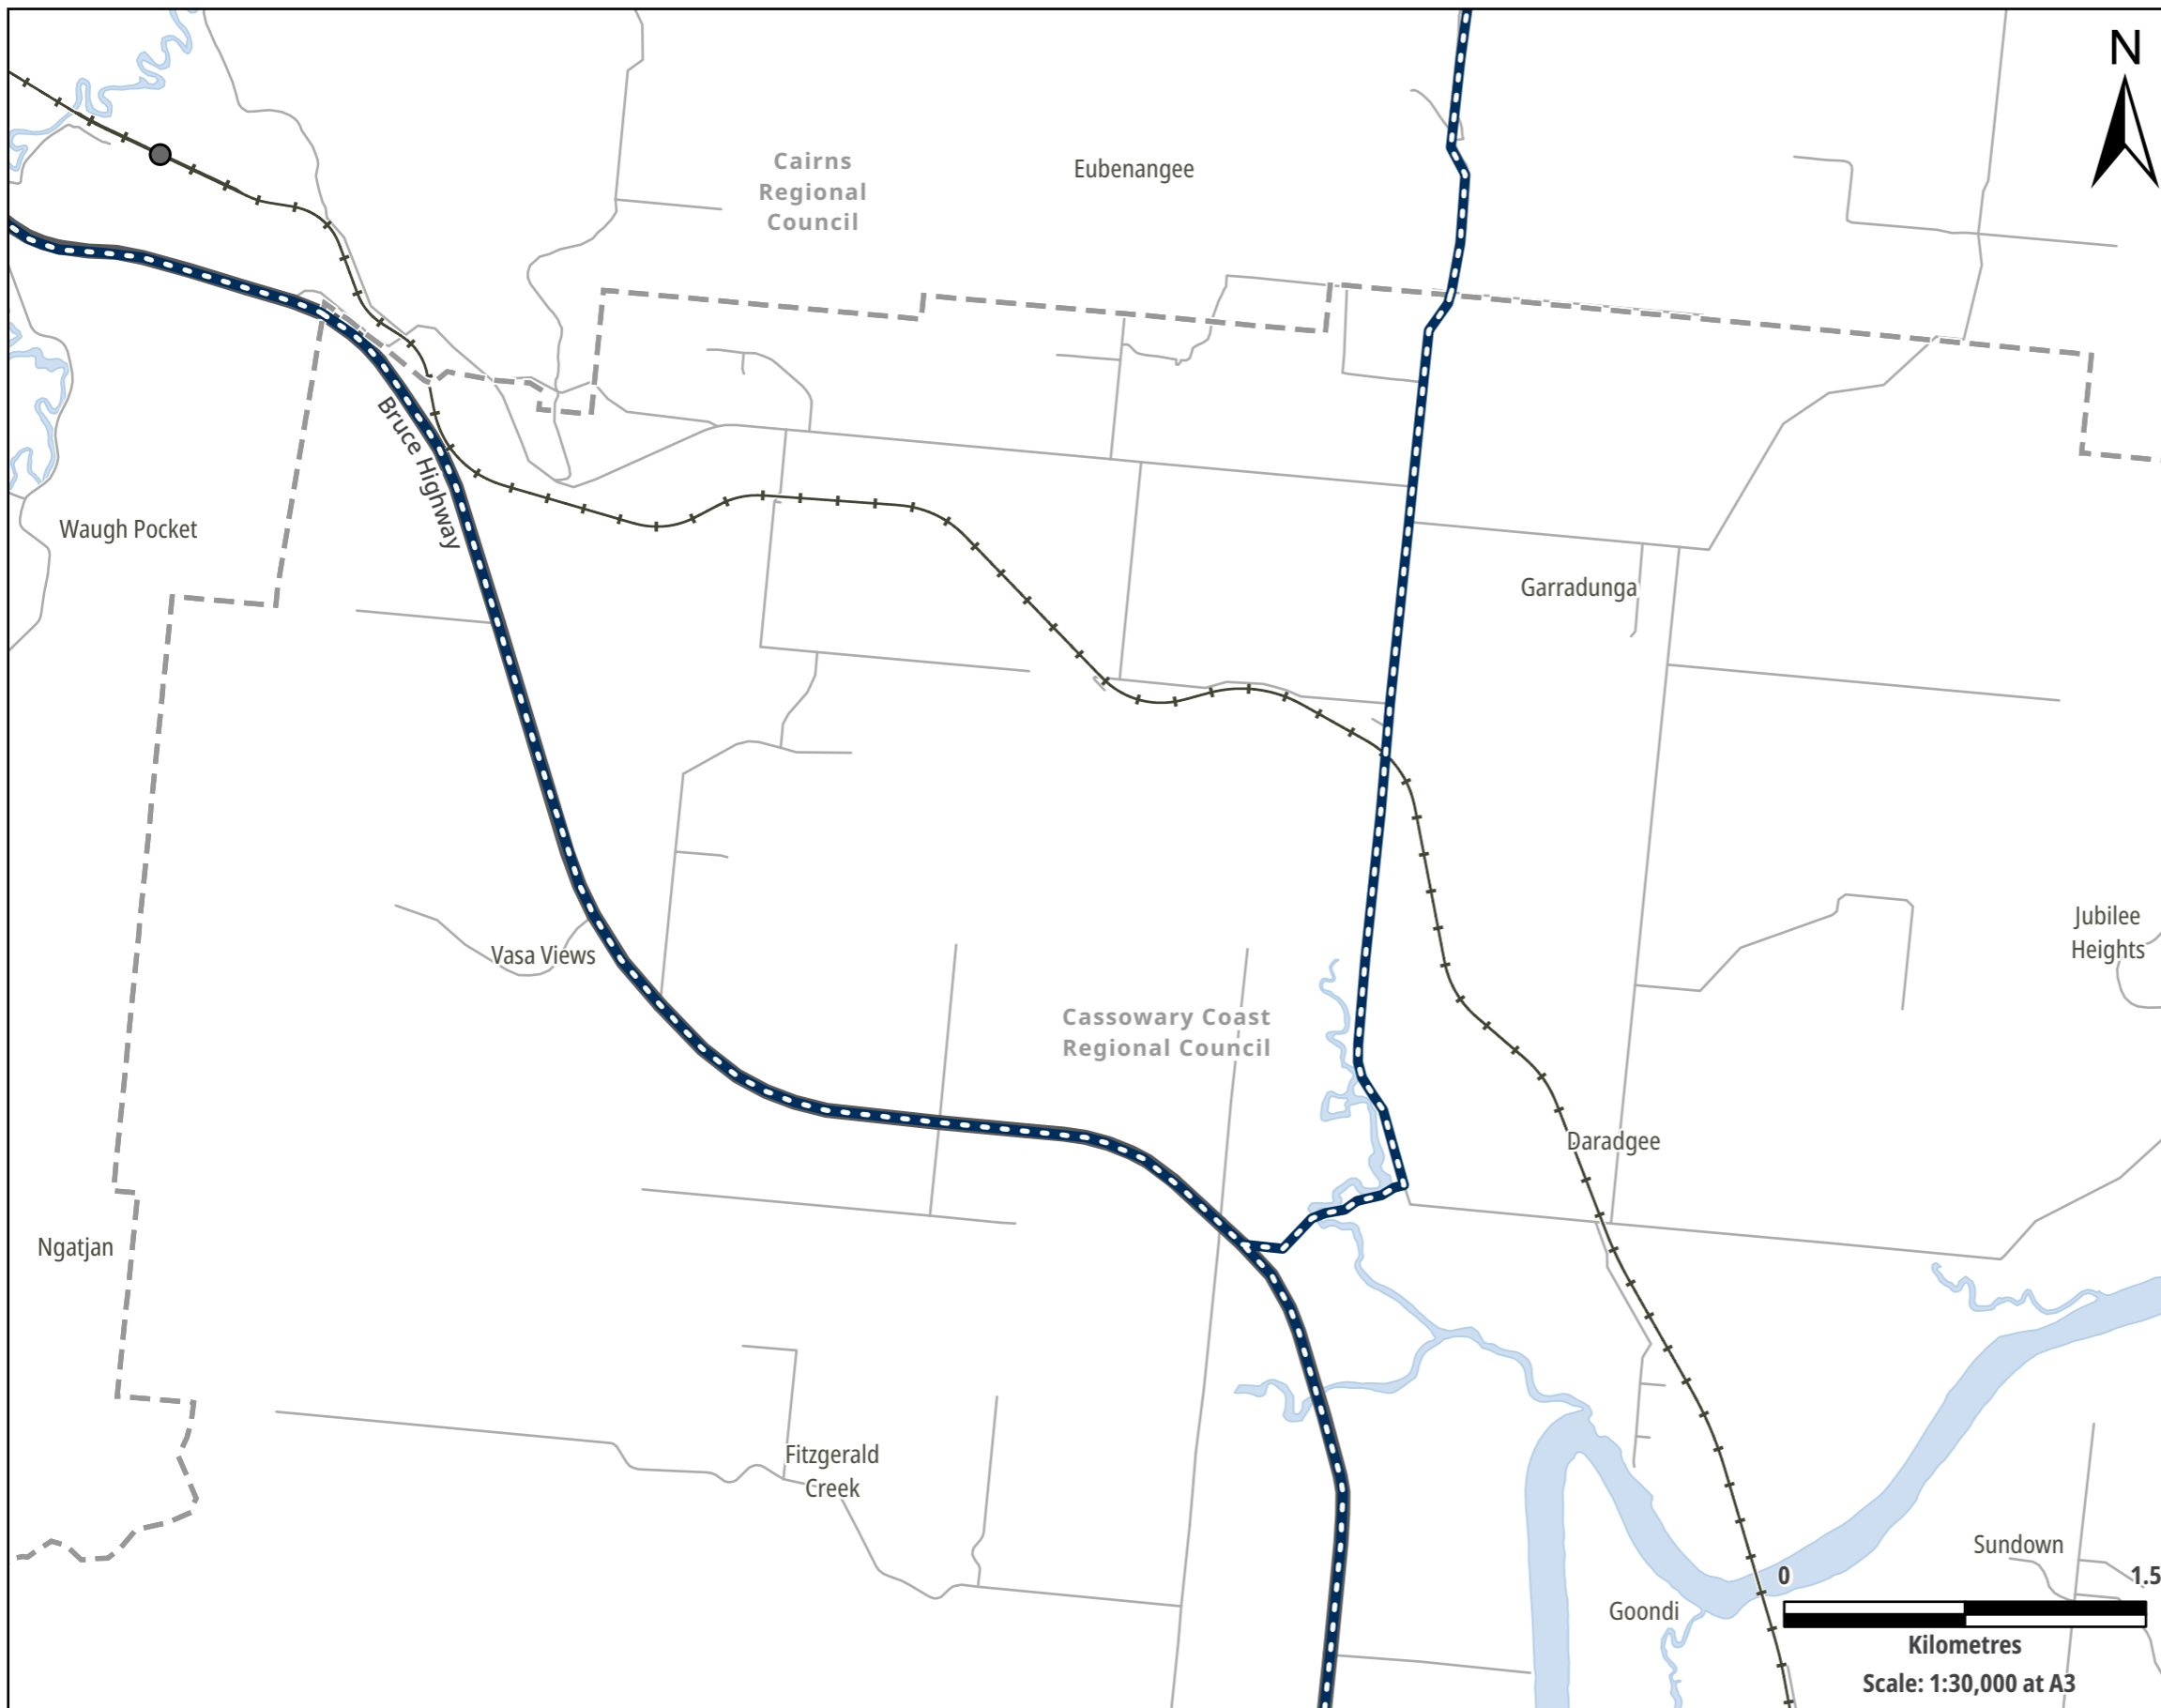 N
Cairns
Regional
Council
Eubenangee
Bruce Highway
Waugh Pocket
Garradunga
Jubilee
Heights
Vasa Views
Cassowary Coast
Regional Council
Daradgee
Ngatjan
Fitzgerald
Creek
Sundown
0
1.5
Goondi
Kilometres
Scale: 1:30,000 at A3